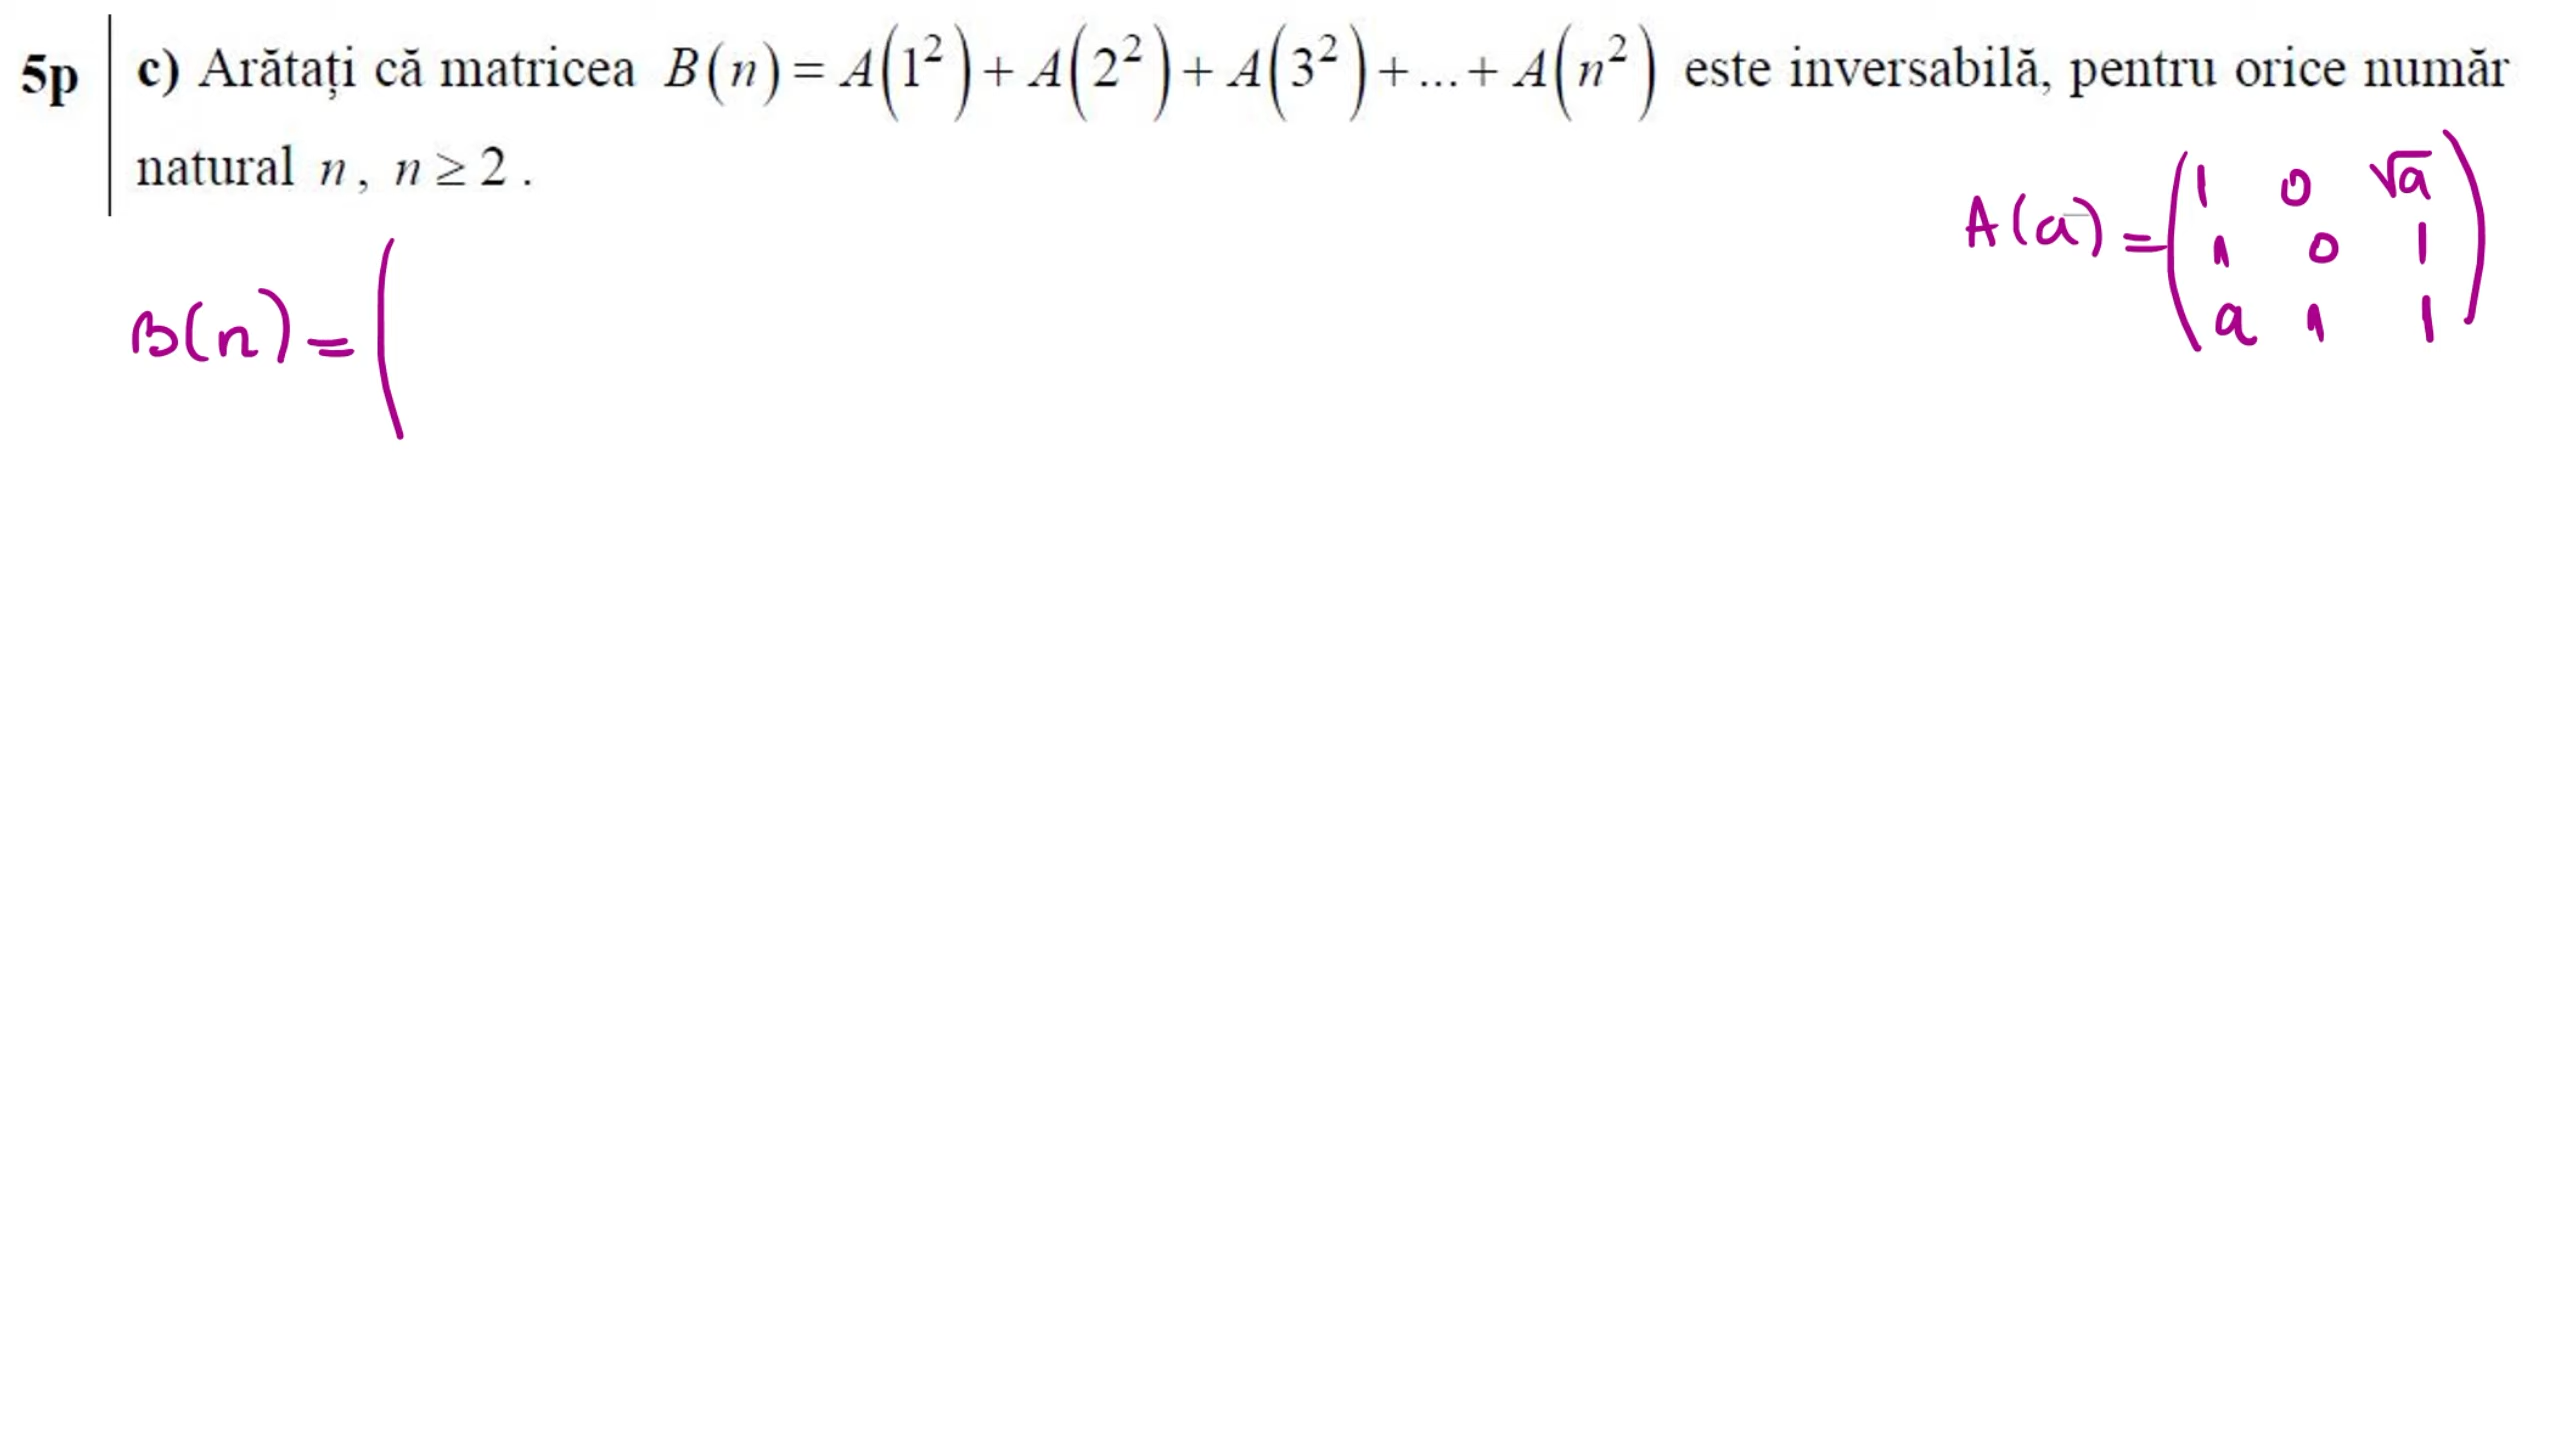 5p c) Arătați că matricea B(n) = A(1²) + A(2²) + A(3²) + ... + A(n²) este inversabilă, pentru orice număr
natural n, n ≥ 2.
A(a) = (1 0 √a
1 0 1
a 1 1)
B(n) = (